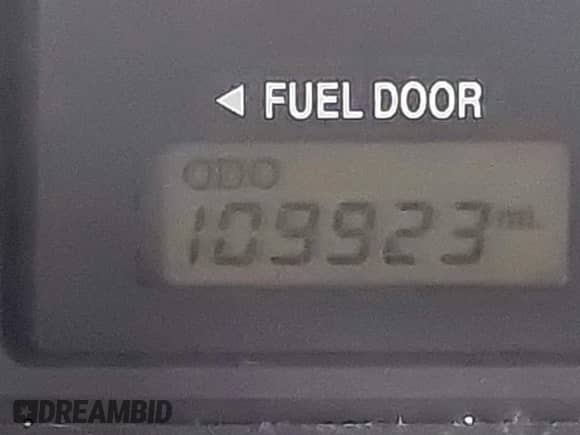 ◀ FUEL DOOR
ODO
109923 mi.
DREAMBID